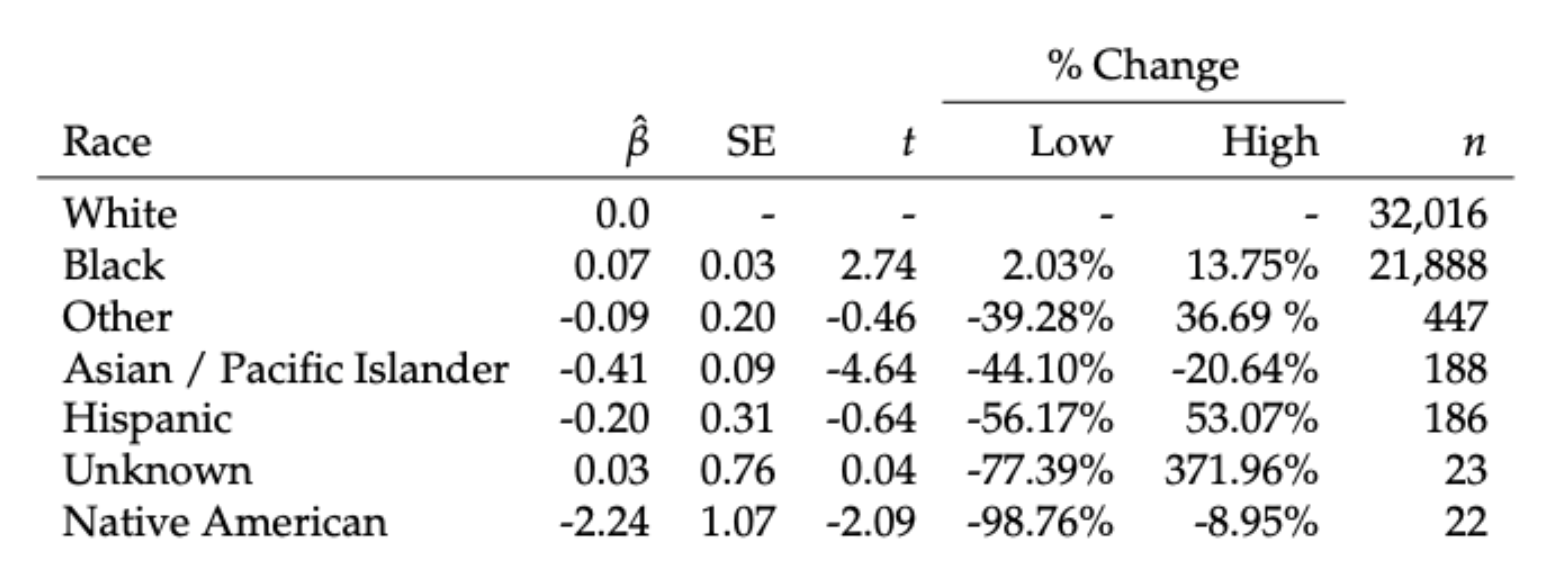 % Change
Race β̂ SE t Low High n
White 0.0 - - - - 32,016
Black 0.07 0.03 2.74 2.03% 13.75% 21,888
Other -0.09 0.20 -0.46 -39.28% 36.69 % 447
Asian / Pacific Islander -0.41 0.09 -4.64 -44.10% -20.64% 188
Hispanic -0.20 0.31 -0.64 -56.17% 53.07% 186
Unknown 0.03 0.76 0.04 -77.39% 371.96% 23
Native American -2.24 1.07 -2.09 -98.76% -8.95% 22